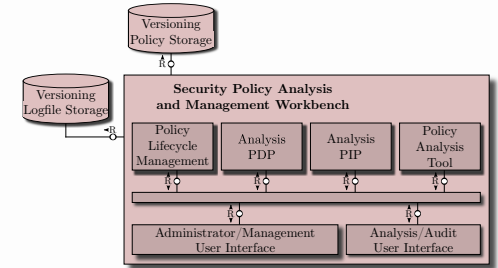 Versioning
Policy Storage
R
Versioning
Logfile Storage
R
Security Policy Analysis
and Management Workbench
Policy
Lifecycle
Management
Analysis
PDP
Analysis
PIP
Policy
Analysis
Tool
R
R
R
R
R
R
Administrator/Management
User Interface
Analysis/Audit
User Interface